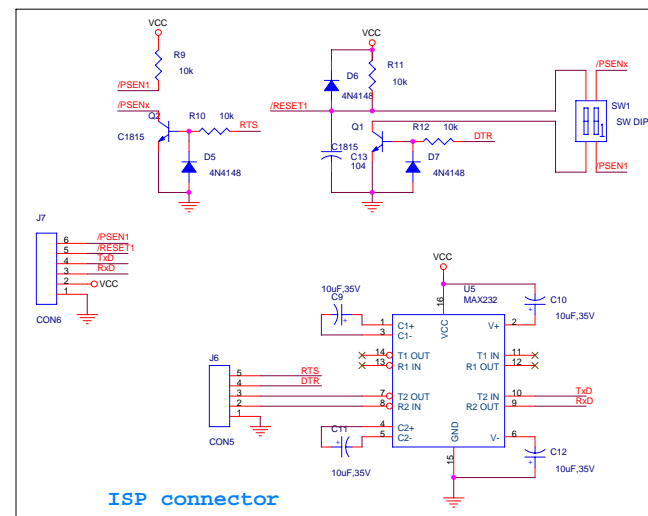 VCC
R9
10k
/PSEN1
/PSENx
Q2
R10
10k
RTS
C1815
D5
4N4148
VCC
D6
R11
4N4148
10k
/RESET1
Q1
R12
10k
DTR
C1815
C13
104
D7
4N4148
/PSENx
SW1
SW DIP
1
/PSEN1
J7
6
/PSEN1
5
/RESET1
4
TxD
3
RxD
2
VCC
1
CON6
VCC
U5
MAX232
10uF,35V
C9
C10
10uF,35V
16
VCC
1
C1+
V+
2
3
C1-
14
T1 OUT
T1 IN
11
13
R1 IN
R1 OUT
12
J6
5
RTS
4
DTR
3
7
T2 OUT
T2 IN
10
TxD
2
8
R2 IN
R2 OUT
9
RxD
1
CON5
4
C2+
5
C2-
GND
V-
6
15
C11
10uF,35V
C12
10uF,35V
ISP connector